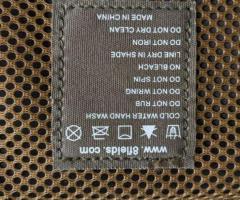 www.8fields.com
COLD WATER HAND WASH
DO NOT RUB
DO NOT WRING
DO NOT SPIN
NO BLEACH
LINE DRY IN SHADE
DO NOT IRON
DO NOT DRY CLEAN
MADE IN CHINA